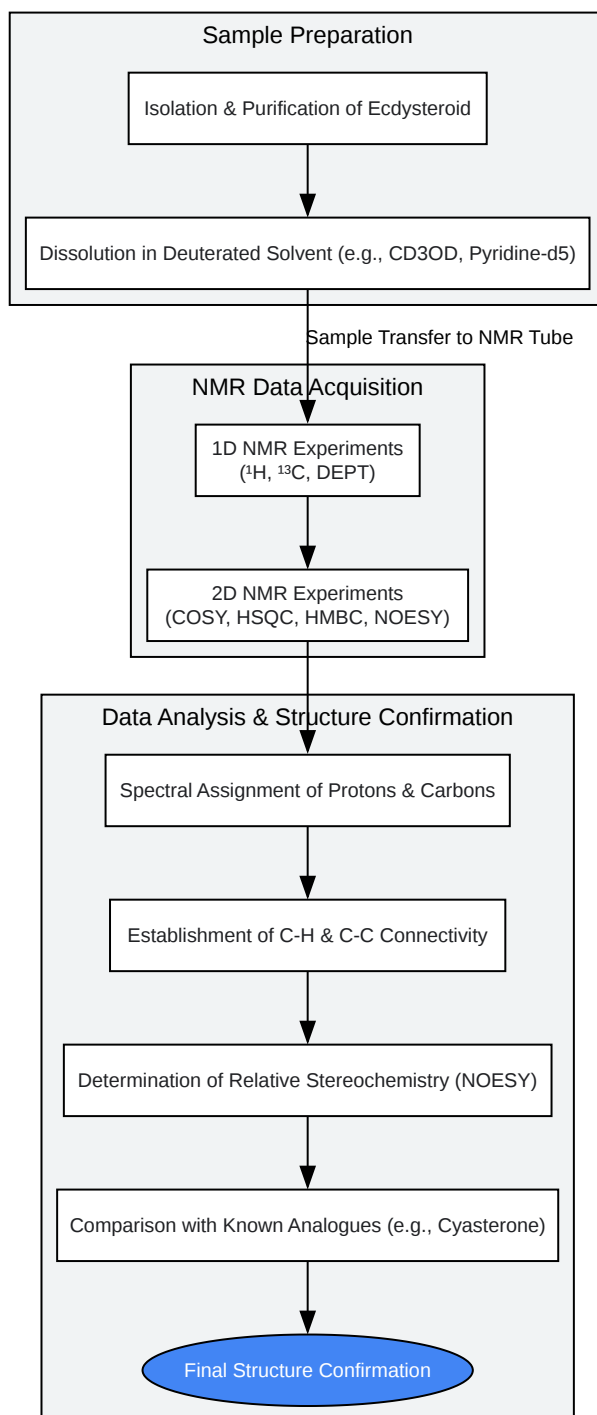 Sample Preparation
Isolation & Purification of Ecdysteroid
Dissolution in Deuterated Solvent (e.g., CD3OD, Pyridine-d5)
Sample Transfer to NMR Tube
NMR Data Acquisition
1D NMR Experiments
(¹H, ¹³C, DEPT)
2D NMR Experiments
(COSY, HSQC, HMBC, NOESY)
Data Analysis & Structure Confirmation
Spectral Assignment of Protons & Carbons
Establishment of C-H & C-C Connectivity
Determination of Relative Stereochemistry (NOESY)
Comparison with Known Analogues (e.g., Cyasterone)
Final Structure Confirmation